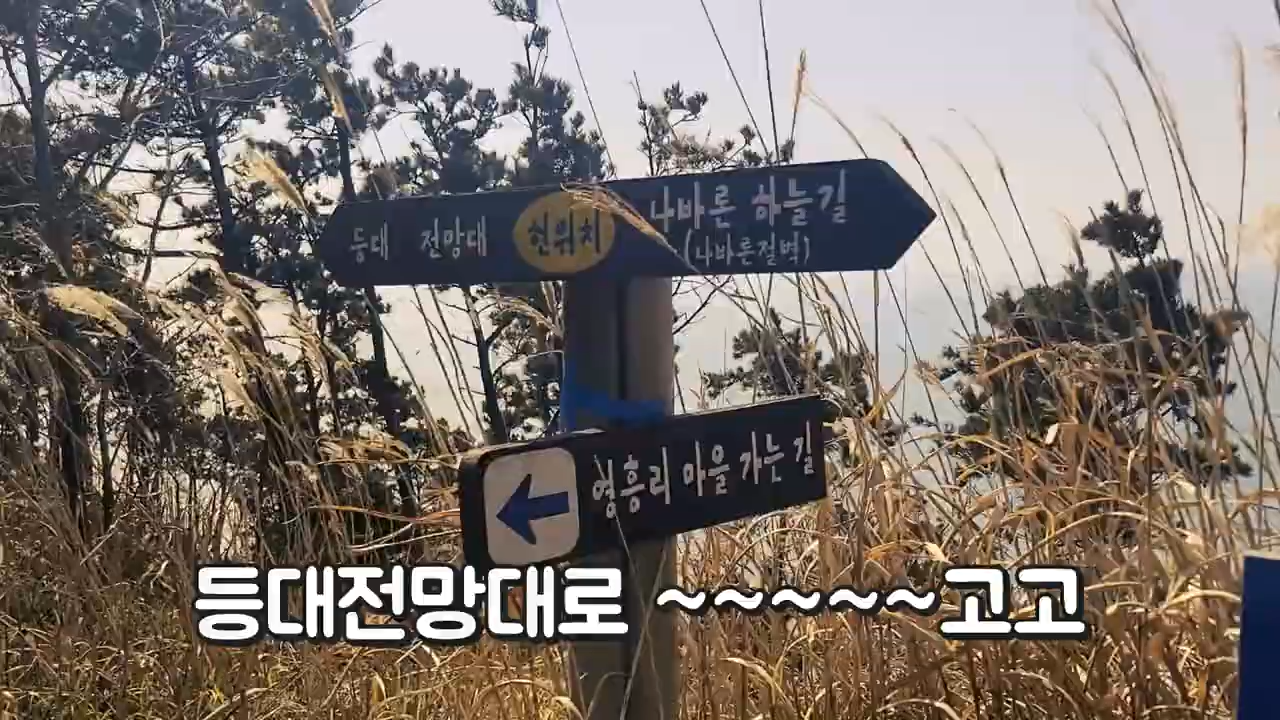 등대 전망대 현위치 나바른 하늘길
(나바론절벽)
영흥리 마을 가는 길
등대전망대로 ~~~~~고고